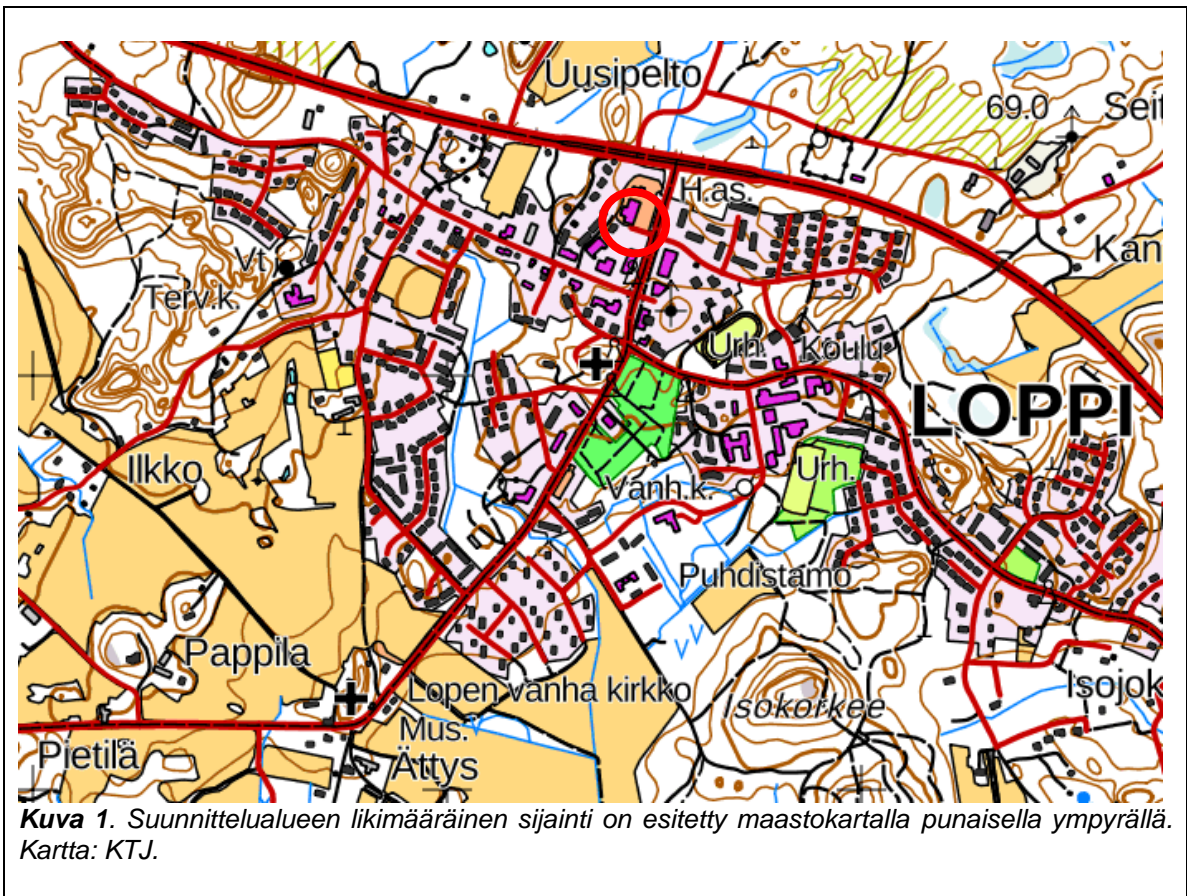 Uusipelto
69.0
Seit
H.as.
Kan
Vt
Terv.k.
Urh.
Koulu
LOPPI
Ilkko
Urh.
Vanh.k.
Puhdistamo
Pappila
Lopen vanha kirkko
Isokorkee
Isojok
Mus.
Pietilä
Ättys
Kuva 1. Suunnittelualueen likimääräinen sijainti on esitetty maastokartalla punaisella ympyrällä.
Kartta: KTJ.